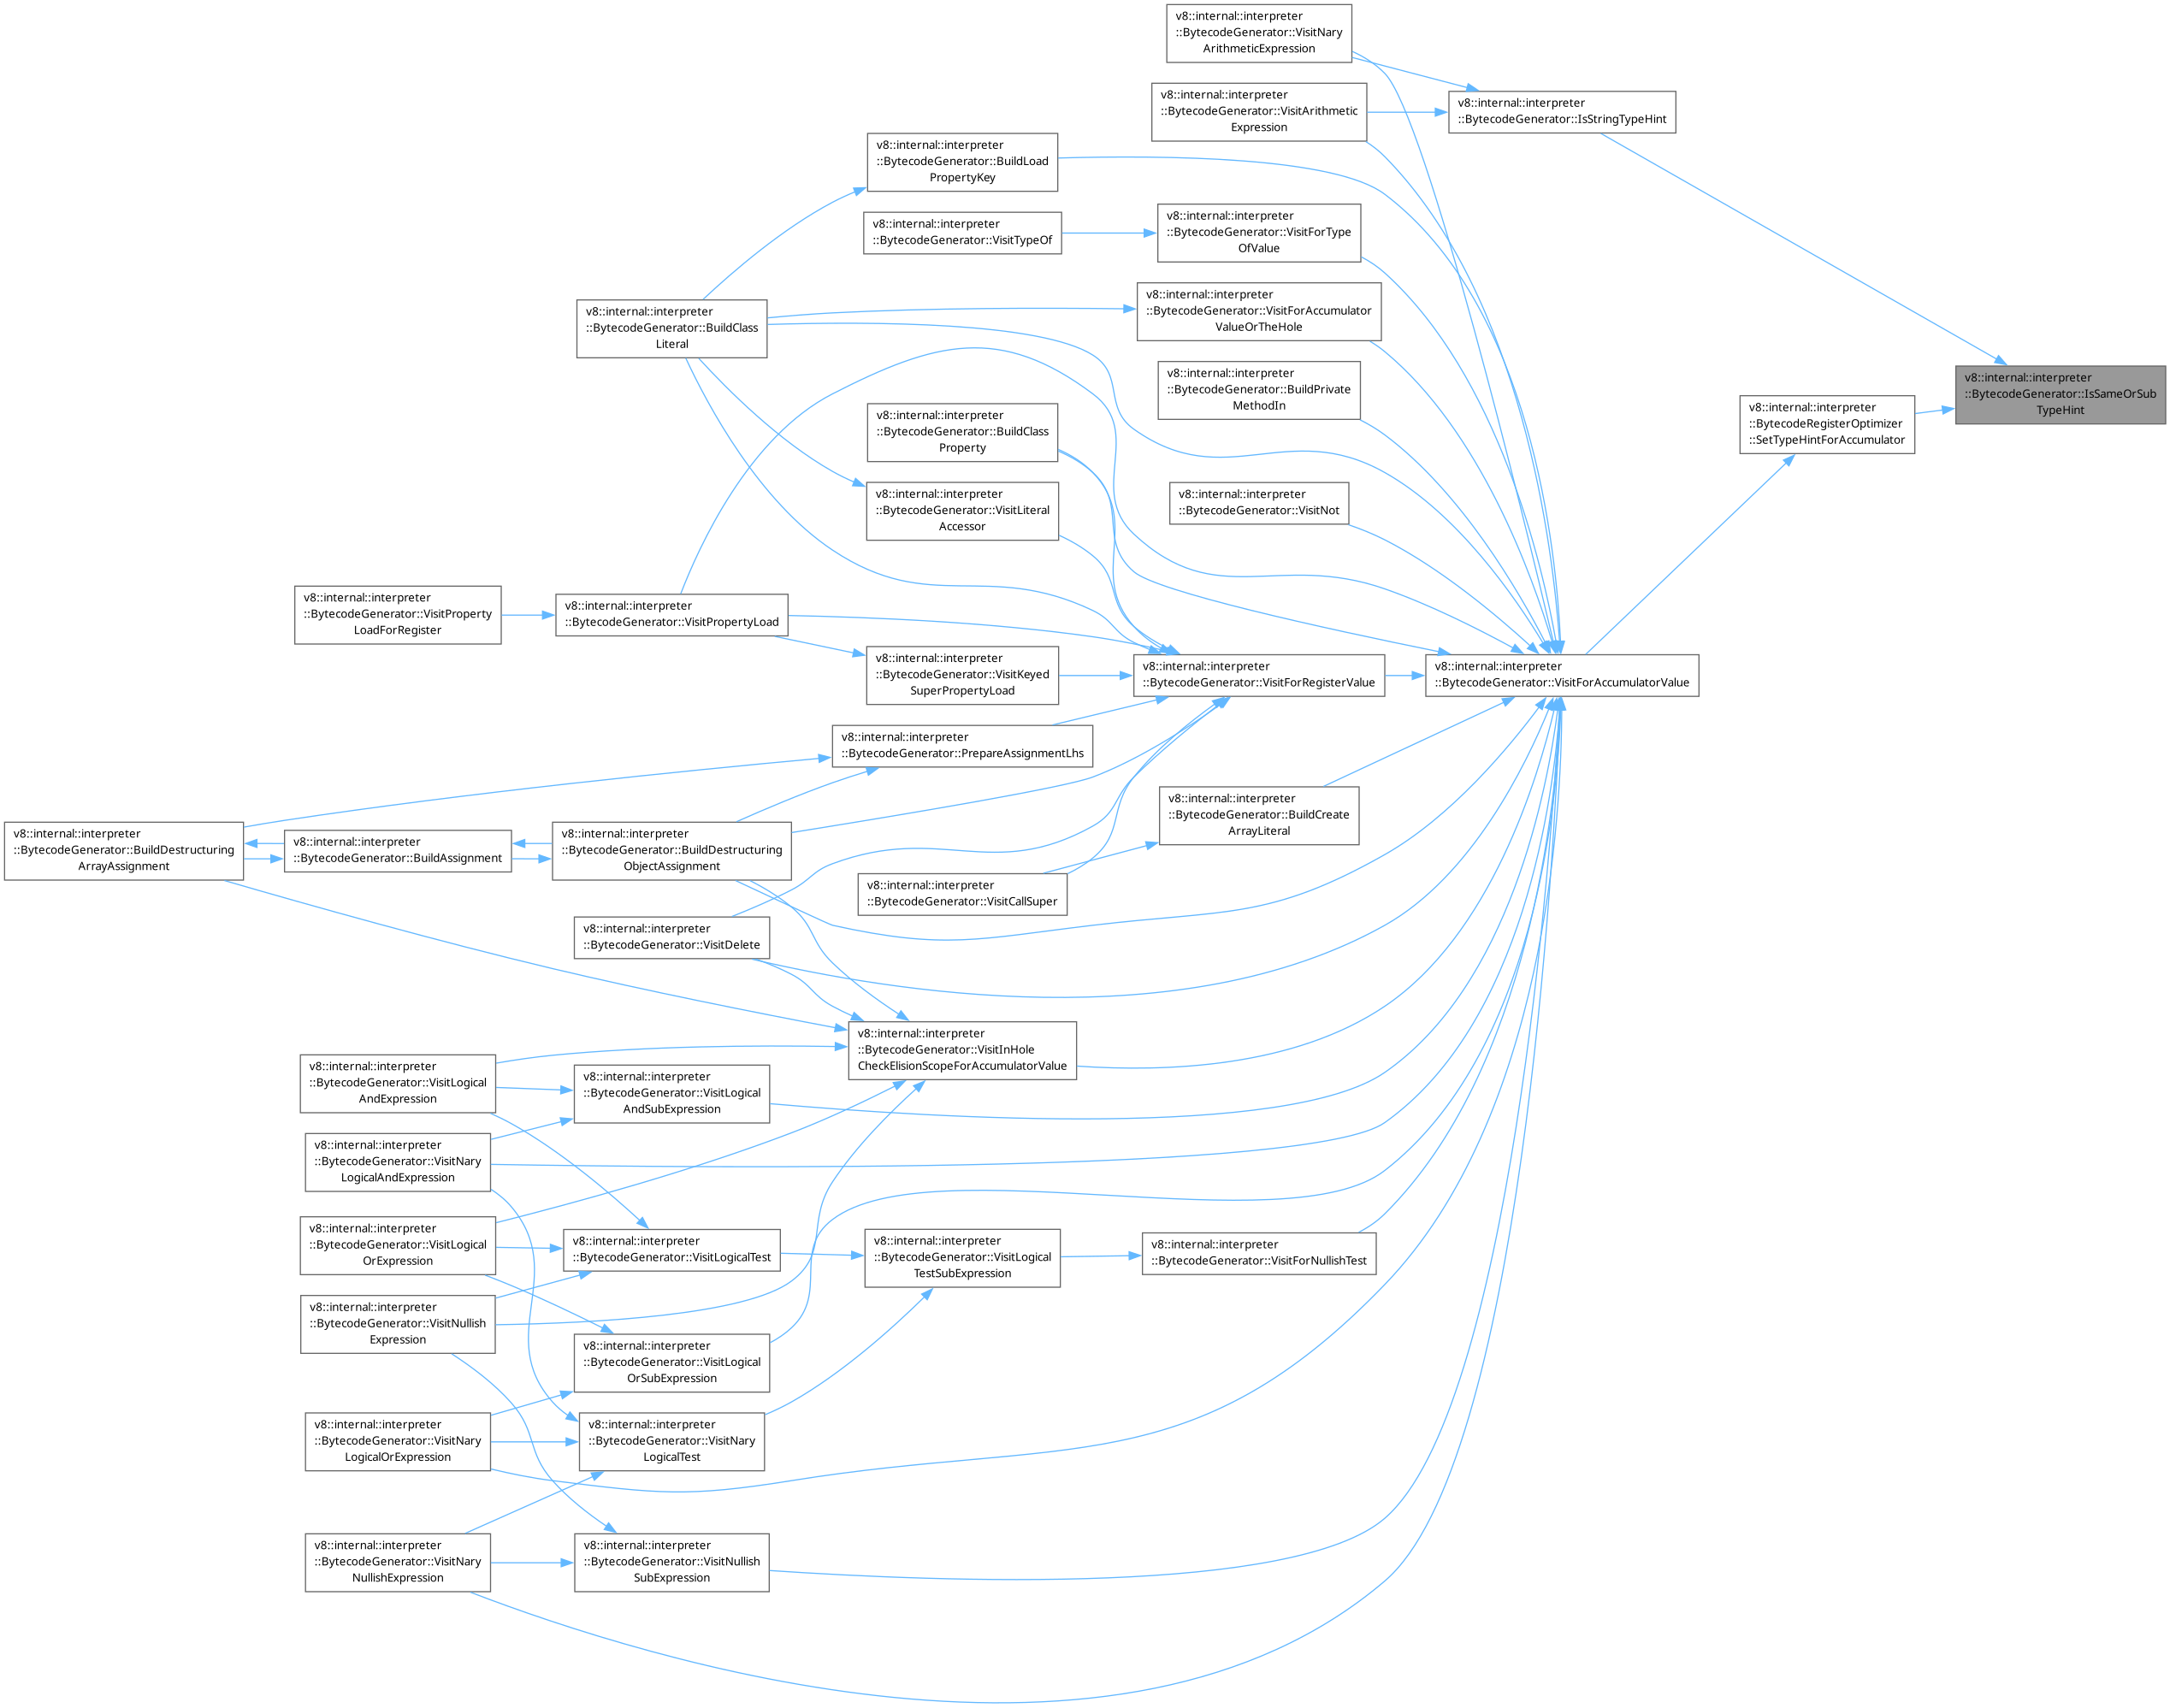 v8::internal::interpreter
::BytecodeGenerator::VisitNary
ArithmeticExpression
v8::internal::interpreter
::BytecodeGenerator::VisitArithmetic
Expression
v8::internal::interpreter
::BytecodeGenerator::IsStringTypeHint
v8::internal::interpreter
::BytecodeGenerator::BuildLoad
PropertyKey
v8::internal::interpreter
::BytecodeGenerator::VisitTypeOf
v8::internal::interpreter
::BytecodeGenerator::VisitForType
OfValue
v8::internal::interpreter
::BytecodeGenerator::VisitForAccumulator
ValueOrTheHole
v8::internal::interpreter
::BytecodeGenerator::BuildClass
Literal
v8::internal::interpreter
::BytecodeGenerator::BuildPrivate
MethodIn
v8::internal::interpreter
::BytecodeGenerator::IsSameOrSub
TypeHint
v8::internal::interpreter
::BytecodeRegisterOptimizer
::SetTypeHintForAccumulator
v8::internal::interpreter
::BytecodeGenerator::BuildClass
Property
v8::internal::interpreter
::BytecodeGenerator::VisitLiteral
Accessor
v8::internal::interpreter
::BytecodeGenerator::VisitNot
v8::internal::interpreter
::BytecodeGenerator::VisitProperty
LoadForRegister
v8::internal::interpreter
::BytecodeGenerator::VisitPropertyLoad
v8::internal::interpreter
::BytecodeGenerator::VisitKeyed
SuperPropertyLoad
v8::internal::interpreter
::BytecodeGenerator::VisitForRegisterValue
v8::internal::interpreter
::BytecodeGenerator::VisitForAccumulatorValue
v8::internal::interpreter
::BytecodeGenerator::PrepareAssignmentLhs
v8::internal::interpreter
::BytecodeGenerator::BuildCreate
ArrayLiteral
v8::internal::interpreter
::BytecodeGenerator::BuildDestructuring
ArrayAssignment
v8::internal::interpreter
::BytecodeGenerator::BuildAssignment
v8::internal::interpreter
::BytecodeGenerator::BuildDestructuring
ObjectAssignment
v8::internal::interpreter
::BytecodeGenerator::VisitCallSuper
v8::internal::interpreter
::BytecodeGenerator::VisitDelete
v8::internal::interpreter
::BytecodeGenerator::VisitInHole
CheckElisionScopeForAccumulatorValue
v8::internal::interpreter
::BytecodeGenerator::VisitLogical
AndExpression
v8::internal::interpreter
::BytecodeGenerator::VisitLogical
AndSubExpression
v8::internal::interpreter
::BytecodeGenerator::VisitNary
LogicalAndExpression
v8::internal::interpreter
::BytecodeGenerator::VisitLogical
OrExpression
v8::internal::interpreter
::BytecodeGenerator::VisitLogicalTest
v8::internal::interpreter
::BytecodeGenerator::VisitLogical
TestSubExpression
v8::internal::interpreter
::BytecodeGenerator::VisitForNullishTest
v8::internal::interpreter
::BytecodeGenerator::VisitNullish
Expression
v8::internal::interpreter
::BytecodeGenerator::VisitLogical
OrSubExpression
v8::internal::interpreter
::BytecodeGenerator::VisitNary
LogicalOrExpression
v8::internal::interpreter
::BytecodeGenerator::VisitNary
LogicalTest
v8::internal::interpreter
::BytecodeGenerator::VisitNary
NullishExpression
v8::internal::interpreter
::BytecodeGenerator::VisitNullish
SubExpression